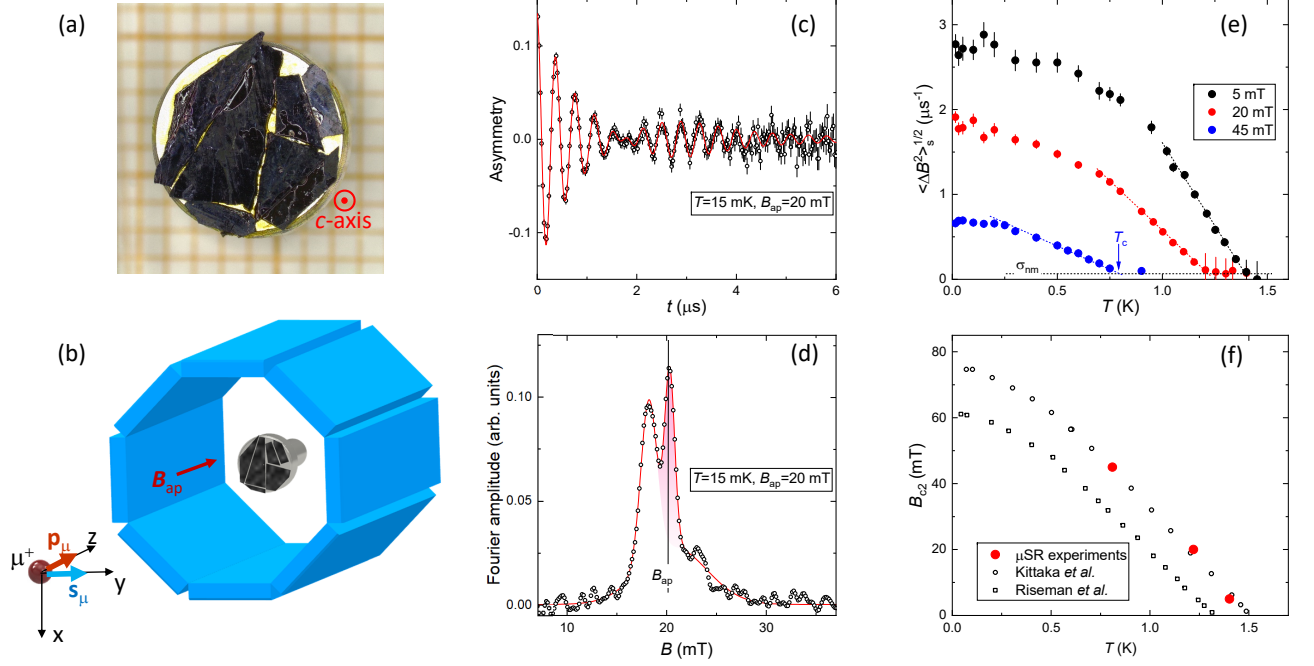 (a)
c-axis
(b)
B_ap
μ+
p_μ
s_μ
z
y
x
(c)
Asymmetry
0.1
0.0
-0.1
T=15 mK, B_ap=20 mT
0 1 2 3 4 5 6
t (μs)
(d)
Fourier amplitude (arb. units)
0.10
0.05
0.00
T=15 mK, B_ap=20 mT
B_ap
10 20 30
B (mT)
(e)
<ΔB²>_s^1/2 (μs⁻¹)
3
2
1
0
5 mT
20 mT
45 mT
T_c
σ_nm
0.0 0.5 1.0 1.5
T (K)
(f)
B_c2 (mT)
80
60
40
20
0
μSR experiments
Kittaka et al.
Riseman et al.
0.0 0.5 1.0 1.5
T (K)